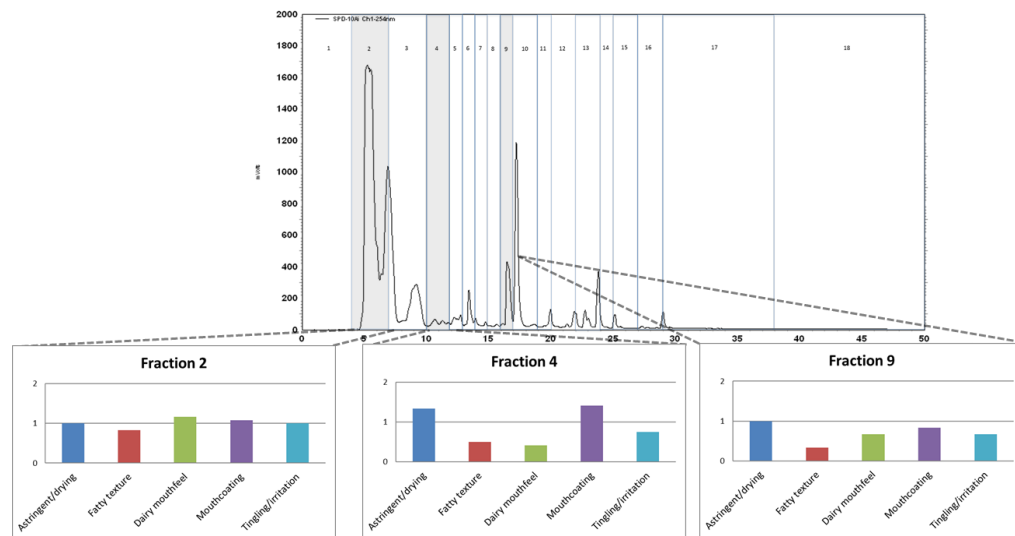 2000
SPD-10Ai Ch1-254nm
1 2 3 4 5 6 7 8 9 10 11 12 13 14 15 16 17 18
1800
1600
1400
1200
1000
800
600
400
200
0
0 5 10 15 20 25 30 35 40 45 50
Fraction 2
2
1
0
Astrigent/drying Fatty texture Dairy mouthfeel Mouthcoating Tingling/irritation
Fraction 4
2
1
0
Astrigent/drying Fatty texture Dairy mouthfeel Mouthcoating Tingling/irritation
Fraction 9
2
1
0
Astrigent/drying Fatty texture Dairy mouthfeel Mouthcoating Tingling/irritation